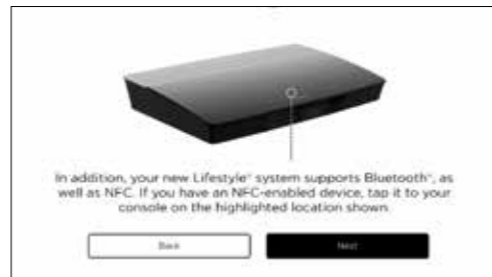 In addition, your new Lifestyle® system supports Bluetooth®, as
well as NFC. If you have an NFC-enabled device, tap it to your
console on the highlighted location shown.
Back
Next